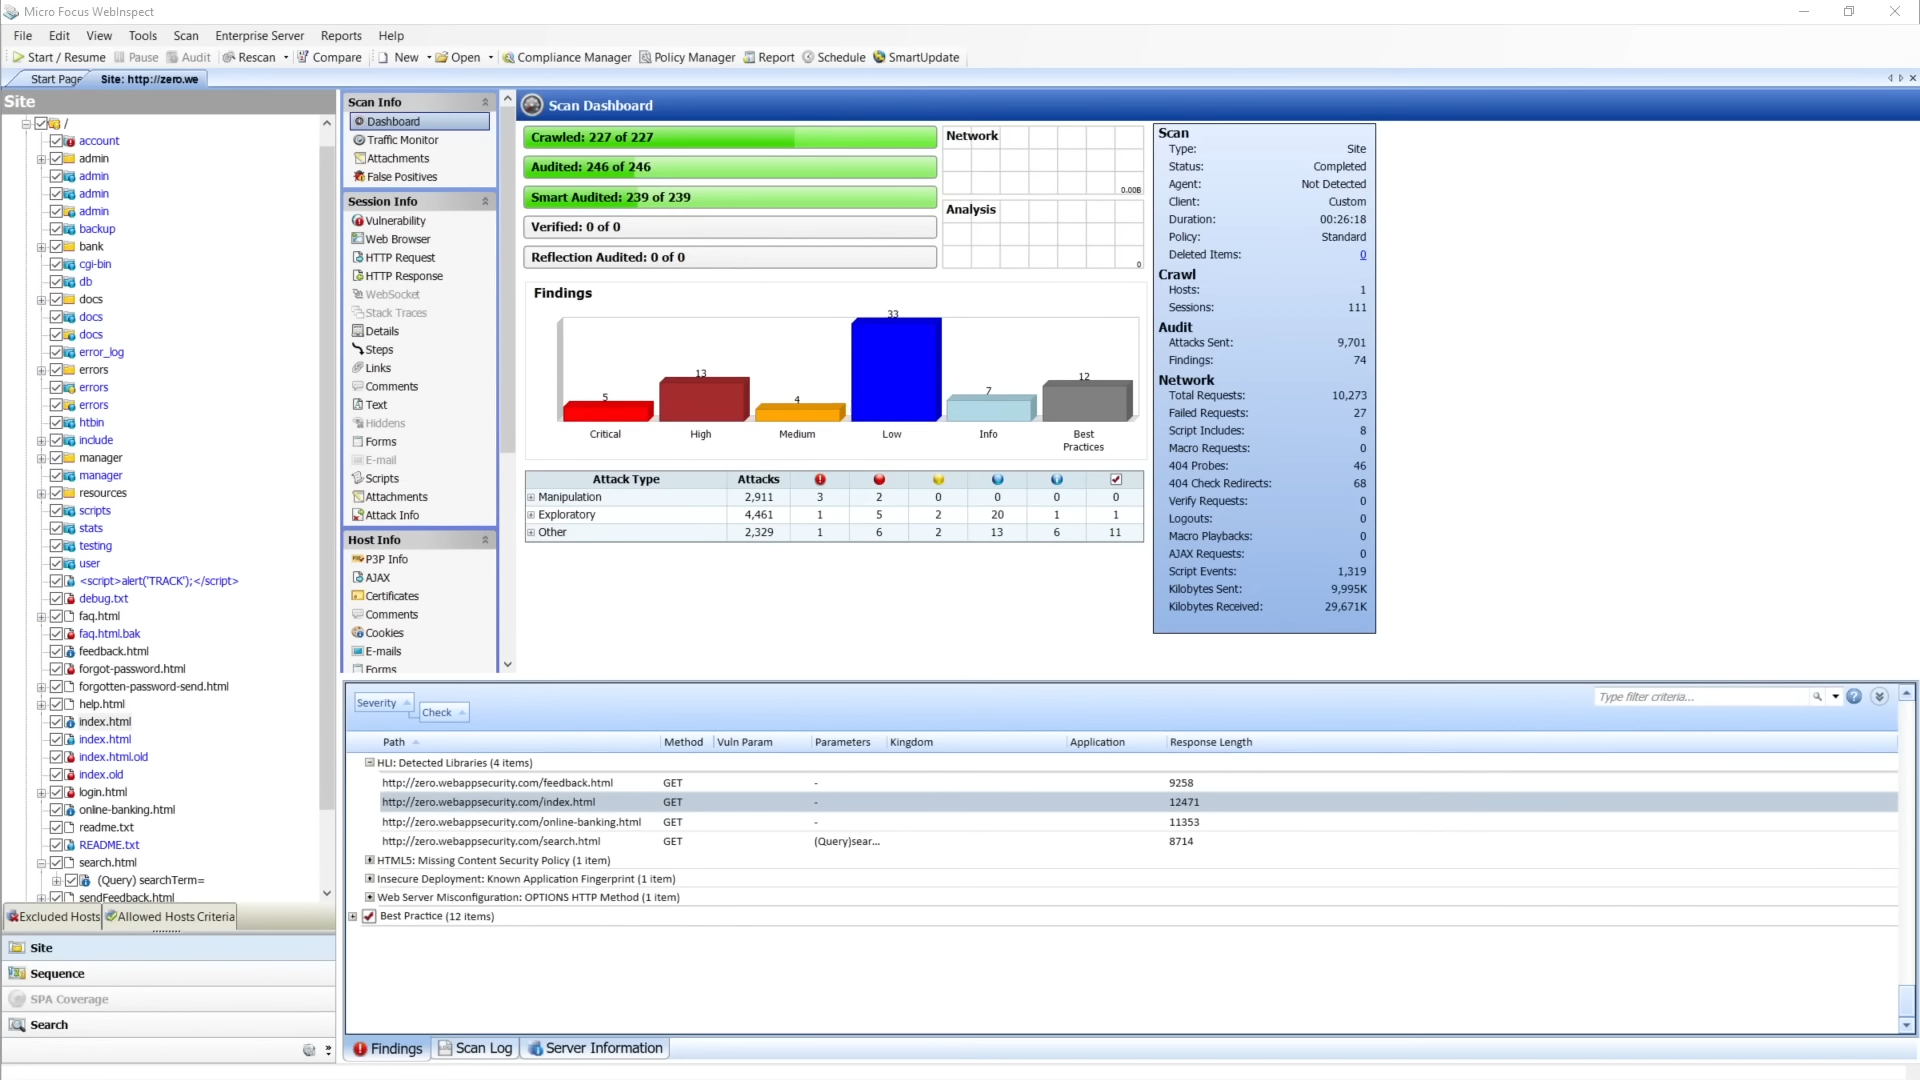 Micro Focus WebInspect
File Edit View Tools Scan Enterprise Server Reports Help
Start / Resume Pause Audit Rescan Compare New Open Compliance Manager Policy Manager Report Schedule SmartUpdate
Start Page Site: http://zero.we
Site
/
account
admin
admin
admin
admin
backup
bank
cgi-bin
db
docs
docs
docs
error_log
errors
errors
errors
htbin
include
manager
manager
resources
scripts
stats
testing
user
<script>alert('TRACK');</script>
debug.txt
faq.html
faq.html.bak
feedback.html
forgot-password.html
forgotten-password-send.html
help.html
index.html
index.html
index.html.old
index.old
login.html
online-banking.html
readme.txt
README.txt
search.html
(Query) searchTerm=
sendFeedback.html
Excluded Hosts Allowed Hosts Criteria
Site
Sequence
SPA Coverage
Search
Scan Info
Dashboard
Traffic Monitor
Attachments
False Positives
Session Info
Vulnerability
Web Browser
HTTP Request
HTTP Response
WebSocket
Stack Traces
Details
Steps
Links
Comments
Text
Hiddens
Forms
E-mail
Scripts
Attachments
Attack Info
Host Info
P3P Info
AJAX
Certificates
Comments
Cookies
E-mails
Forms
Scan Dashboard
Crawled: 227 of 227
Audited: 246 of 246
Smart Audited: 239 of 239
Verified: 0 of 0
Reflection Audited: 0 of 0
Network
0.00B
Analysis
0
Findings
5 13 4 33 7 12
Critical High Medium Low Info Best Practices
Attack Type Attacks
Manipulation 2,911 3 2 0 0 0 0
Exploratory 4,461 1 5 2 20 1 1
Other 2,329 1 6 2 13 6 11
Scan
Type: Site
Status: Completed
Agent: Not Detected
Client: Custom
Duration: 00:26:18
Policy: Standard
Deleted Items: 0
Crawl
Hosts: 1
Sessions: 111
Audit
Attacks Sent: 9,701
Findings: 74
Network
Total Requests: 10,273
Failed Requests: 27
Script Includes: 8
Macro Requests: 0
404 Probes: 46
404 Check Redirects: 68
Verify Requests: 0
Logouts: 0
Macro Playbacks: 0
AJAX Requests: 0
Script Events: 1,319
Kilobytes Sent: 9,995K
Kilobytes Received: 29,671K
Severity
Check
Type filter criteria...
Path Method Vuln Param Parameters Kingdom Application Response Length
HLI: Detected Libraries (4 items)
http://zero.webappsecurity.com/feedback.html GET - 9258
http://zero.webappsecurity.com/index.html GET - 12471
http://zero.webappsecurity.com/online-banking.html GET - 11353
http://zero.webappsecurity.com/search.html GET (Query)sear... 8714
HTML5: Missing Content Security Policy (1 item)
Insecure Deployment: Known Application Fingerprint (1 item)
Web Server Misconfiguration: OPTIONS HTTP Method (1 item)
Best Practice (12 items)
Findings Scan Log Server Information